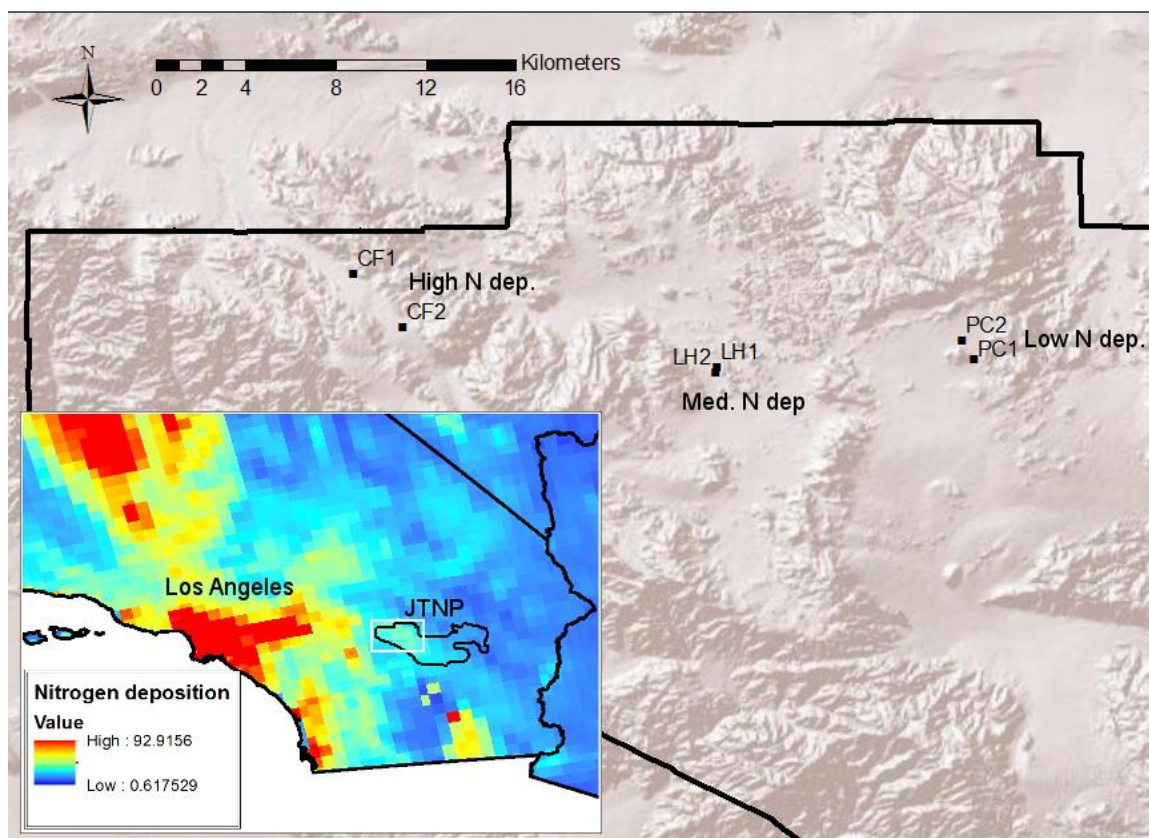 N
Kilometers
0 2 4 8 12 16
CF1
High N dep.
CF2
PC2
Low N dep.
PC1
LH2 LH1
Med. N dep
Los Angeles
JTNP
Nitrogen deposition
Value
High : 92.9156
Low : 0.617529